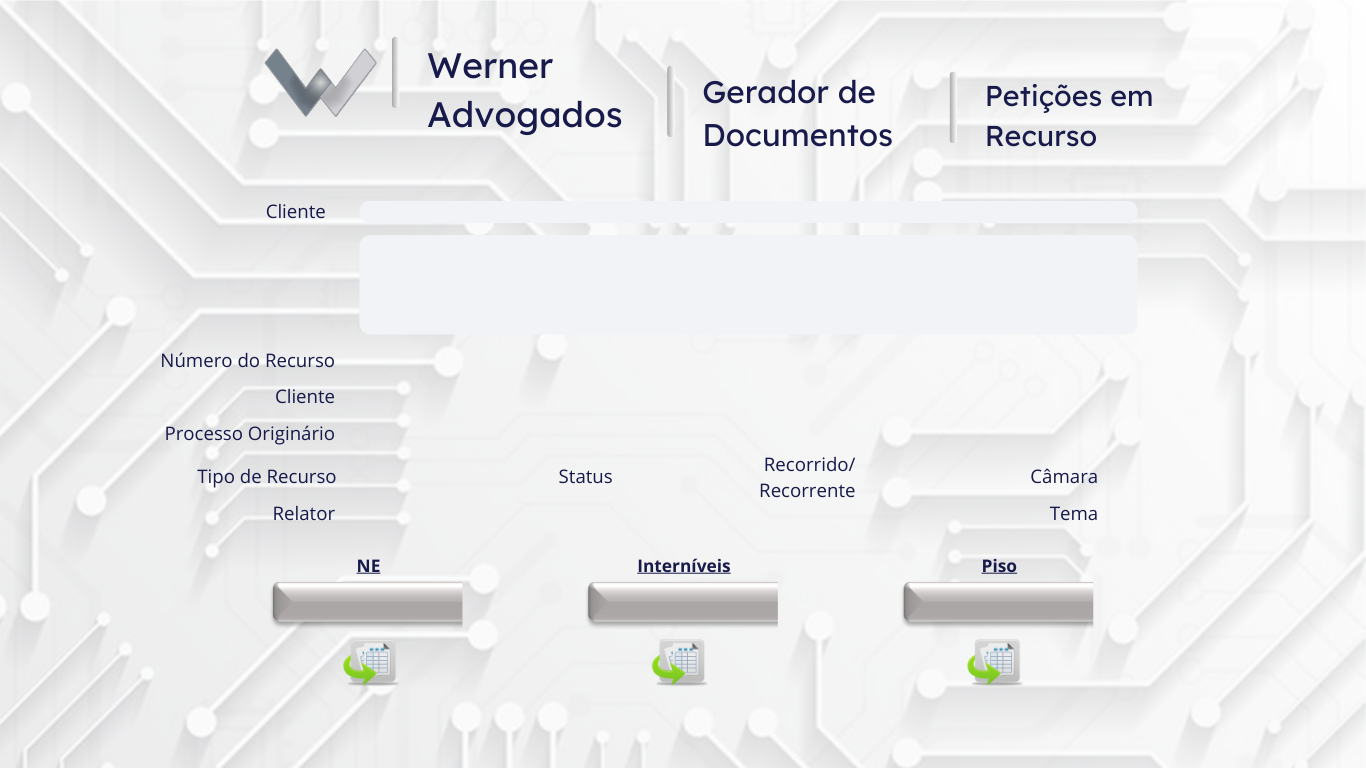 Werner
Advogados
Gerador de
Documentos
Petições em
Recurso
Cliente
Número do Recurso
Cliente
Processo Originário
Tipo de Recurso
Status
Recorrido/
Recorrente
Câmara
Relator
Tema
NE
Interníveis
Piso